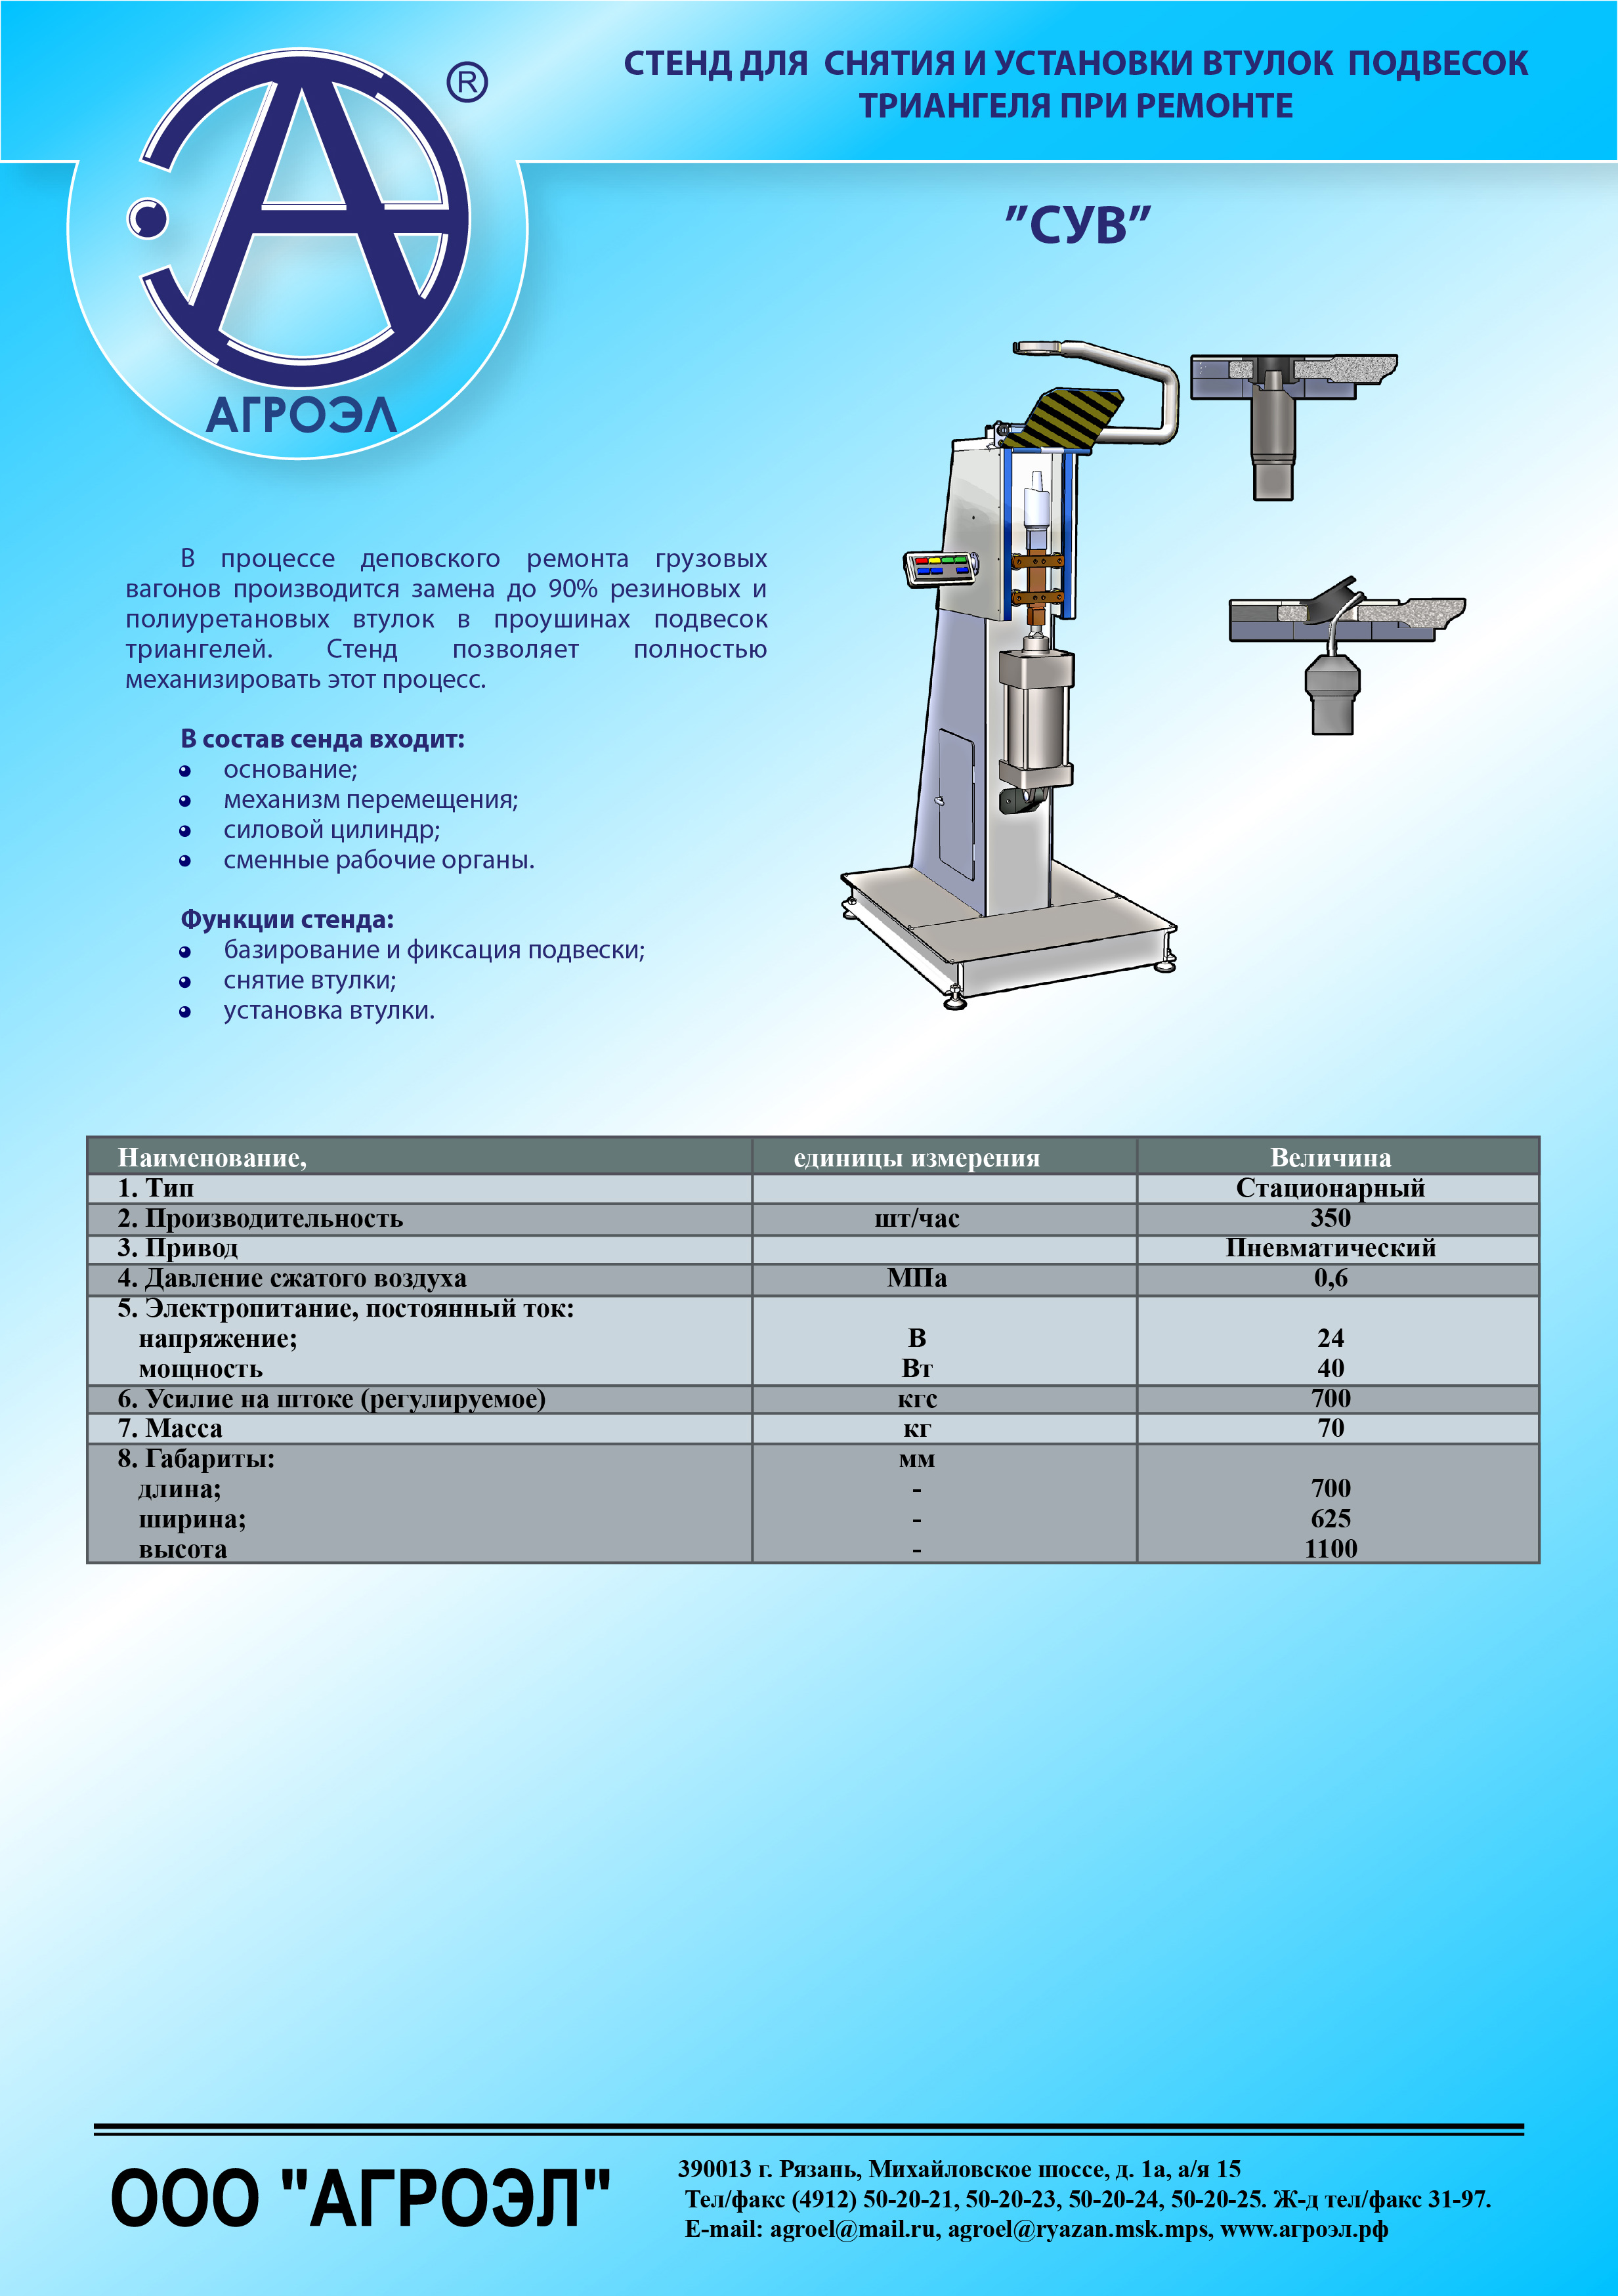 ®
СТЕНД ДЛЯ СНЯТИЯ И УСТАНОВКИ ВТУЛОК ПОДВЕСОК
ТРИАНГЕЛЯ ПРИ РЕМОНТЕ
АГРОЭЛ
”СУВ”
В процессе деповского ремонта грузовых
вагонов производится замена до 90% резиновых и
полиуретановых втулок в проушинах подвесок
триангелей. Стенд позволяет полностью
механизировать этот процесс.
В состав сенда входит:
основание;
механизм перемещения;
силовой цилиндр;
сменные рабочие органы.
Функции стенда:
базирование и фиксация подвески;
снятие втулки;
установка втулки.
Наименование, единицы измерения Величина
1. Тип Стационарный
2. Производительность шт/час 350
3. Привод Пневматический
4. Давление сжатого воздуха МПа 0,6
5. Электропитание, постоянный ток:
напряжение; В 24
мощность Вт 40
6. Усилие на штоке (регулируемое) кгс 700
7. Масса кг 70
8. Габариты: мм
длина; - 700
ширина; - 625
высота - 1100
ООО "АГРОЭЛ"
390013 г. Рязань, Михайловское шоссе, д. 1а, а/я 15
Тел/факс (4912) 50-20-21, 50-20-23, 50-20-24, 50-20-25. Ж-д тел/факс 31-97.
E-mail: agroel@mail.ru, agroel@ryazan.msk.mps, www.агроэл.рф